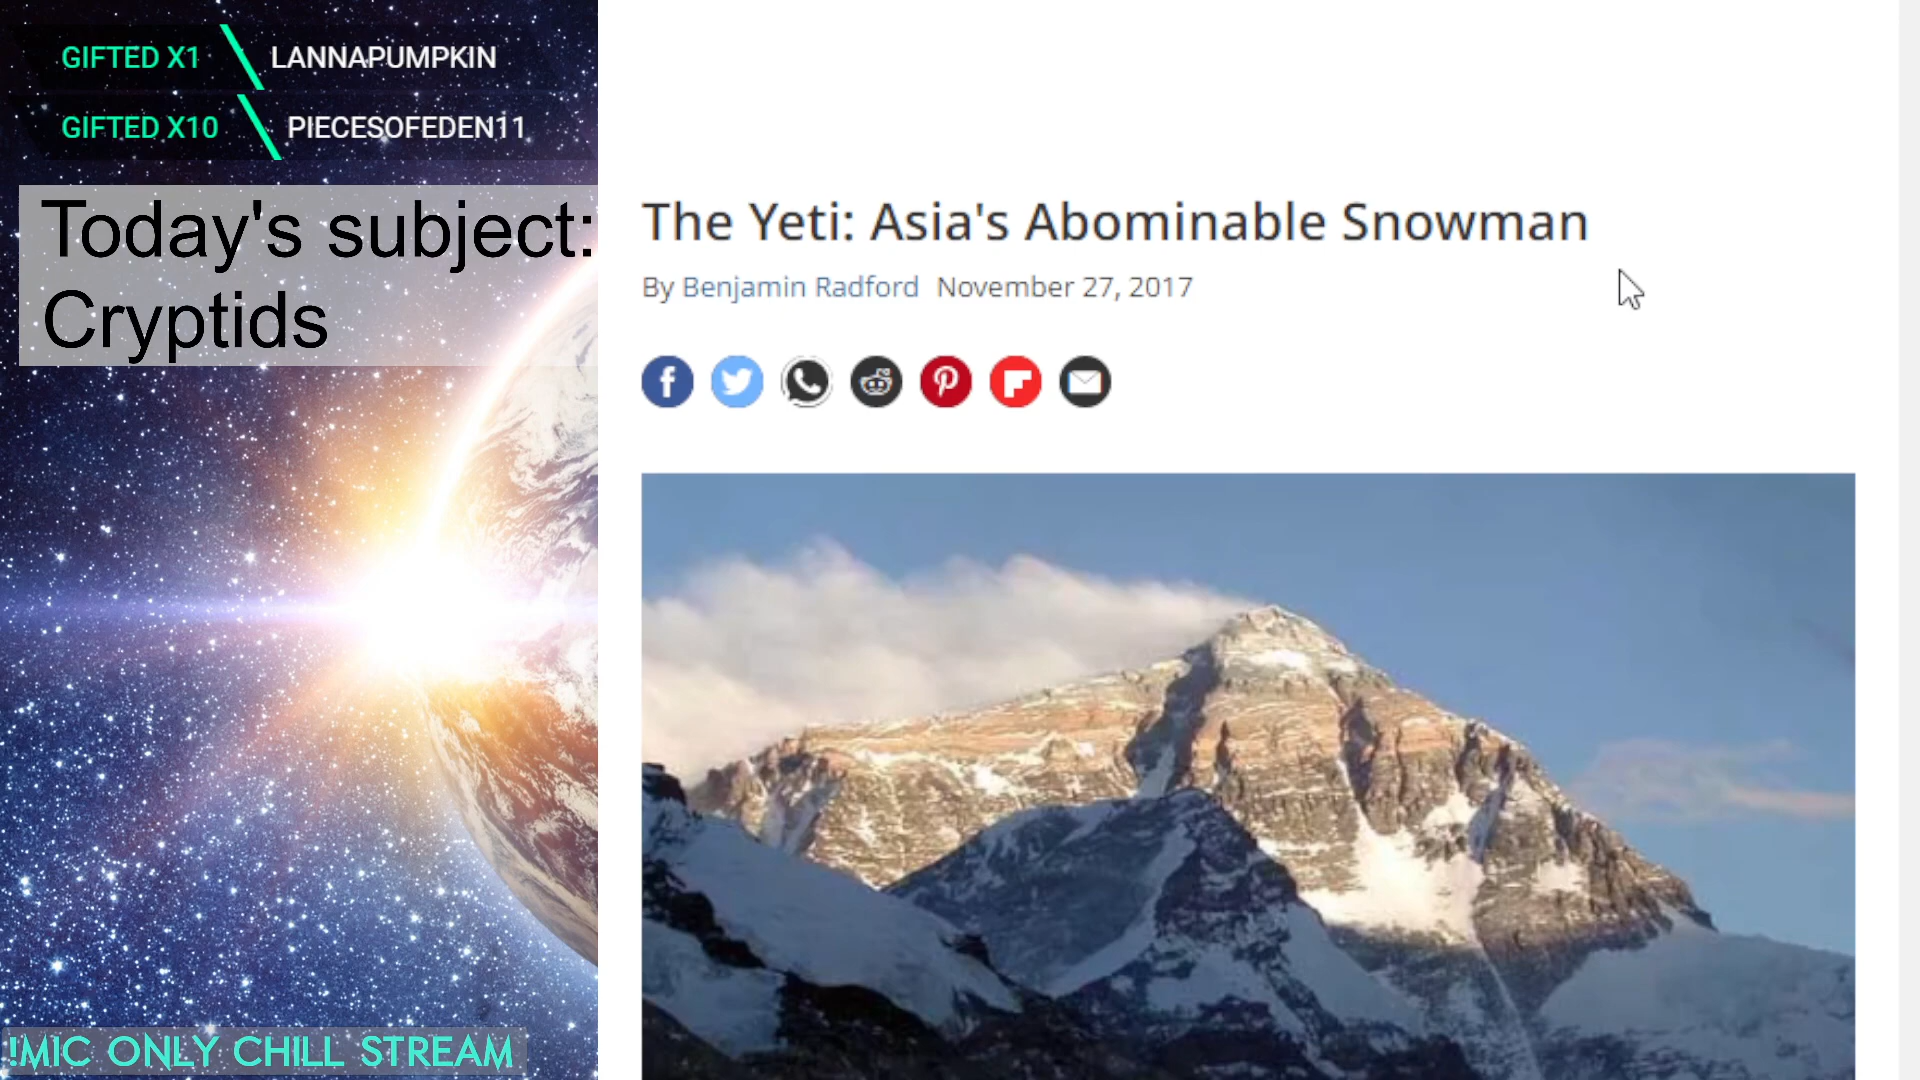 GIFTED X1 LANNAPUMPKIN
GIFTED X10 PIECESOFEDEN11
Today's subject:
Cryptids
The Yeti: Asia's Abominable Snowman
By Benjamin Radford November 27, 2017
!MIC ONLY CHILL STREAM